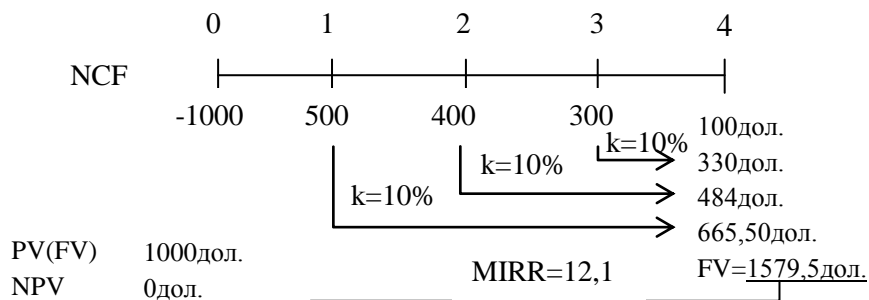 0 1 2 3 4
NCF
-1000 500 400 300
100дол.
k=10%
330дол.
k=10%
484дол.
k=10%
665,50дол.
PV(FV) 1000дол.
MIRR=12,1 FV=1579,5дол.
NPV 0дол.